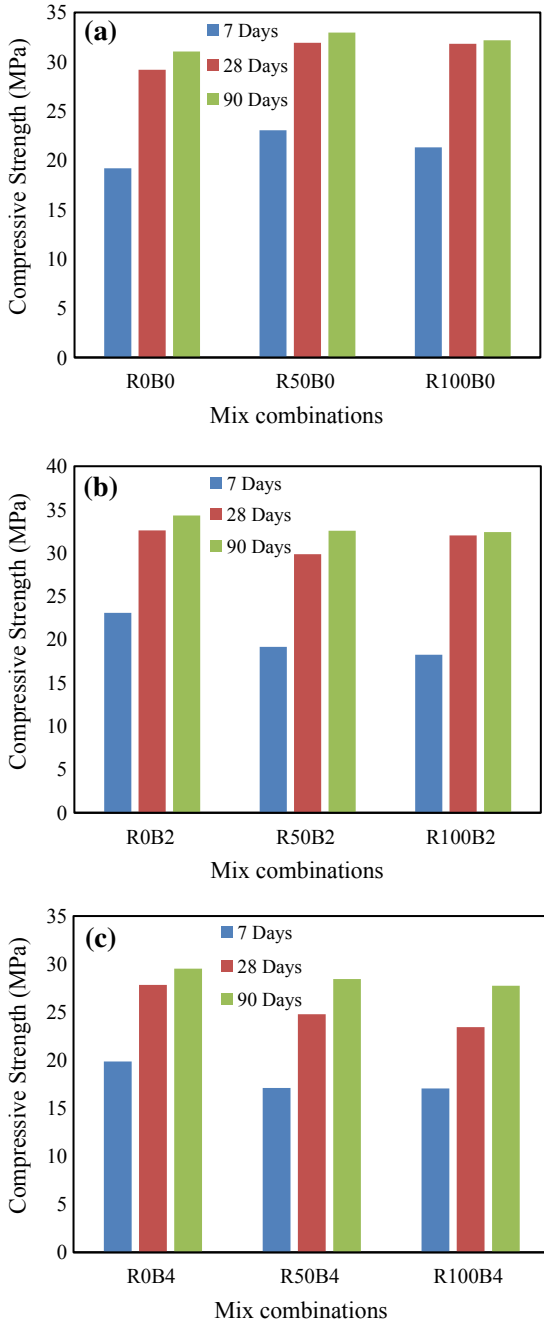 (a)
7 Days
28 Days
90 Days
Compressive Strength (MPa)
35
30
25
20
15
10
5
0
R0B0 R50B0 R100B0
Mix combinations
(b)
7 Days
28 Days
90 Days
Compressive Strength (MPa)
40
35
30
25
20
15
10
5
0
R0B2 R50B2 R100B2
Mix combinations
(c)
7 Days
28 Days
90 Days
Compressive Strength (MPa)
35
30
25
20
15
10
5
0
R0B4 R50B4 R100B4
Mix combinations